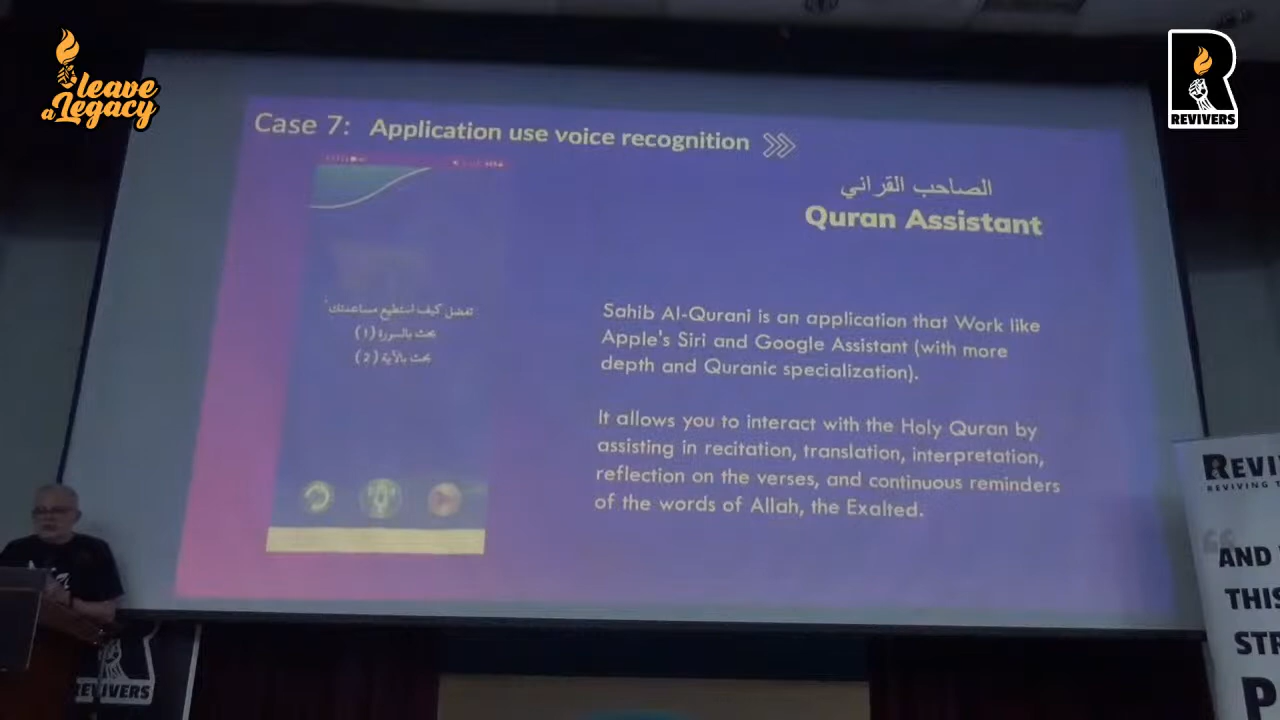 leave
a Legacy
REVIVERS
Case 7: Application use voice recognition
الصاحب القراني
Quran Assistant
تفضل كيف استطيع مساعدتك
بحث بالسورة (1)
بحث بالآية (2)
Sahib Al-Qurani is an application that Work like
Apple's Siri and Google Assistant (with more
depth and Quranic specialization).
It allows you to interact with the Holy Quran by
assisting in recitation, translation, interpretation,
reflection on the verses, and continuous reminders
of the words of Allah, the Exalted.
REVIVERS
REVI
REVIVING
AND
THIS
STR
P